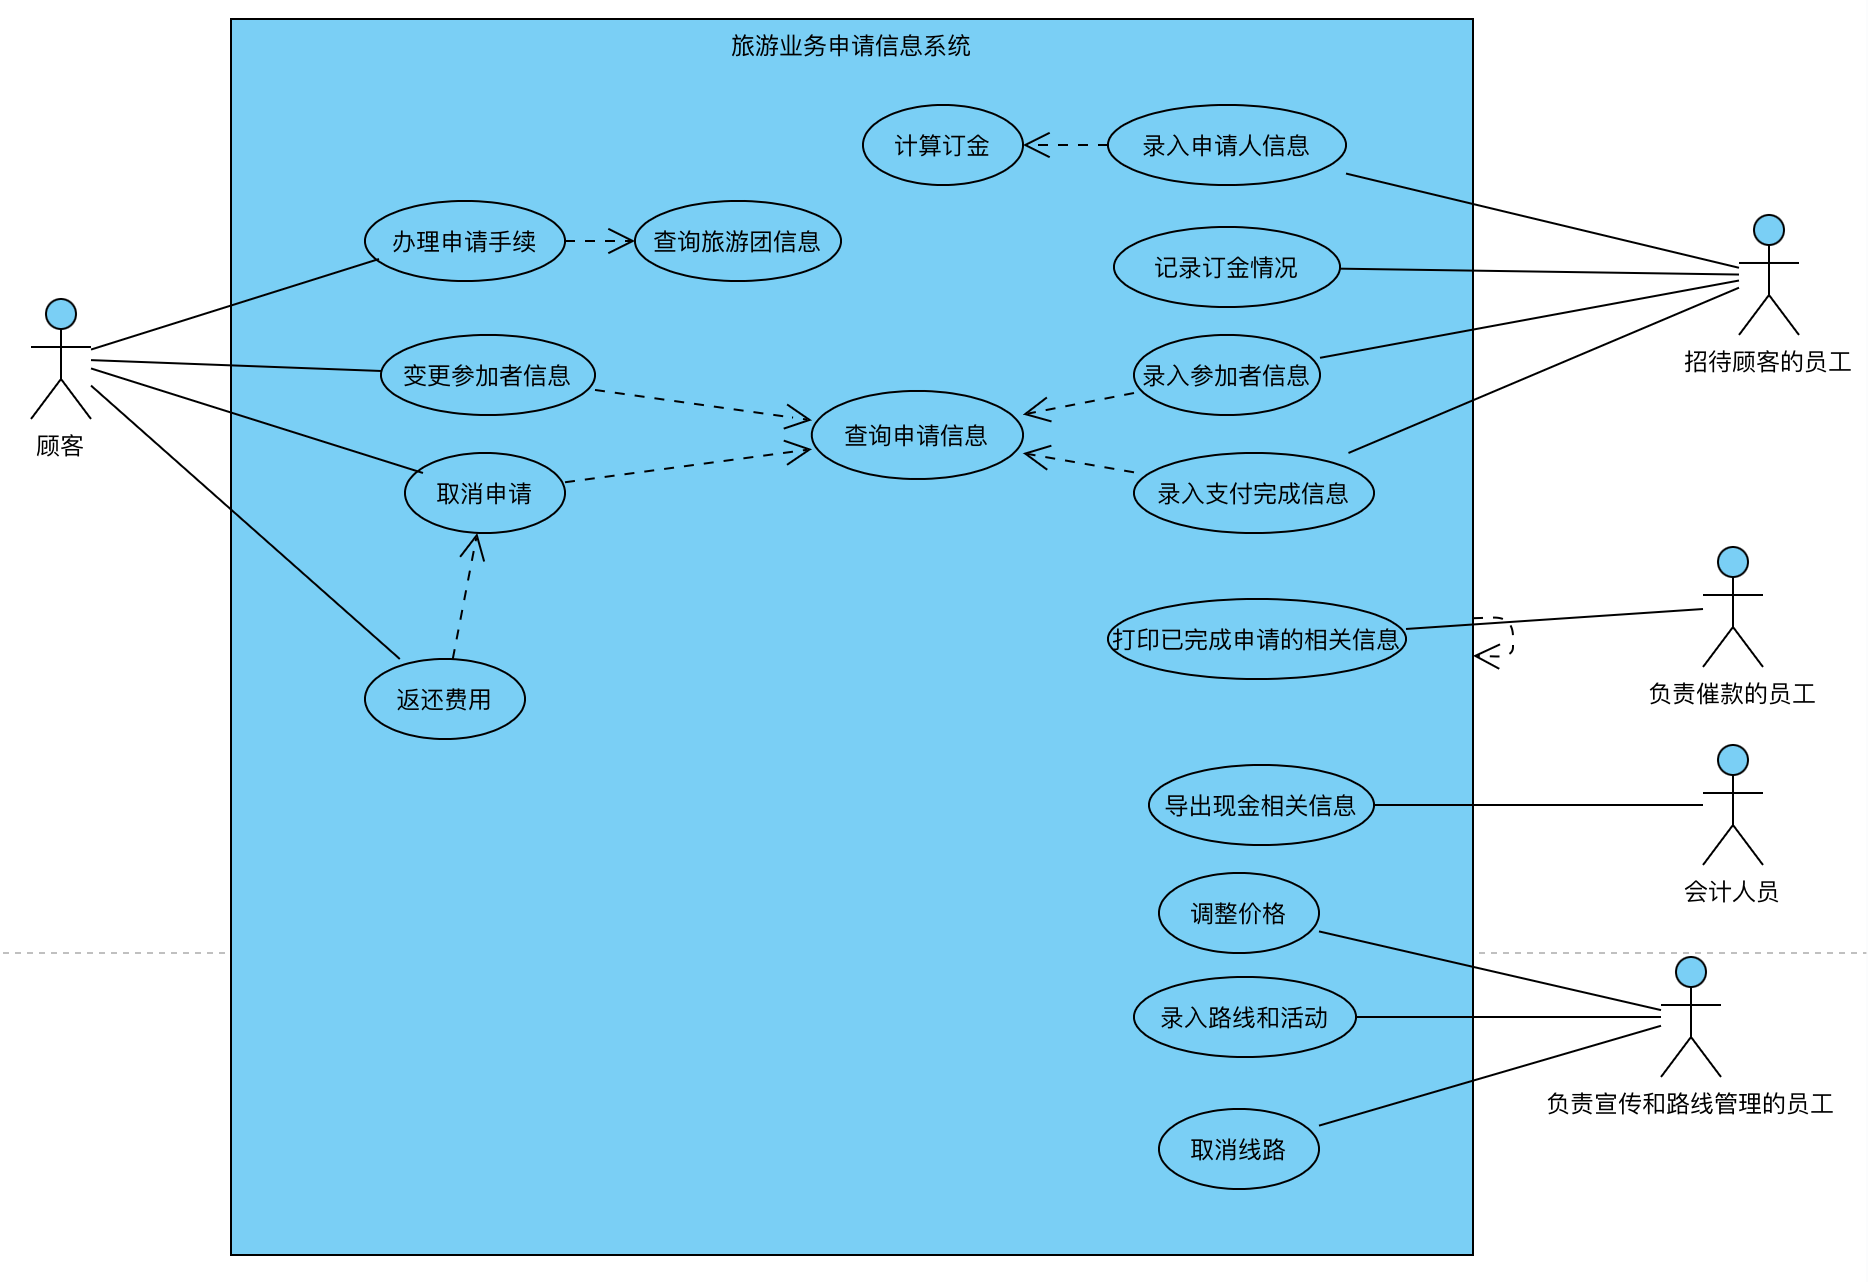 旅游业务申请信息系统
计算订金
录入申请人信息
办理申请手续
查询旅游团信息
记录订金情况
招待顾客的员工
变更参加者信息
录入参加者信息
顾客
查询申请信息
取消申请
录入支付完成信息
打印已完成申请的相关信息
负责催款的员工
返还费用
导出现金相关信息
会计人员
调整价格
录入路线和活动
负责宣传和路线管理的员工
取消线路